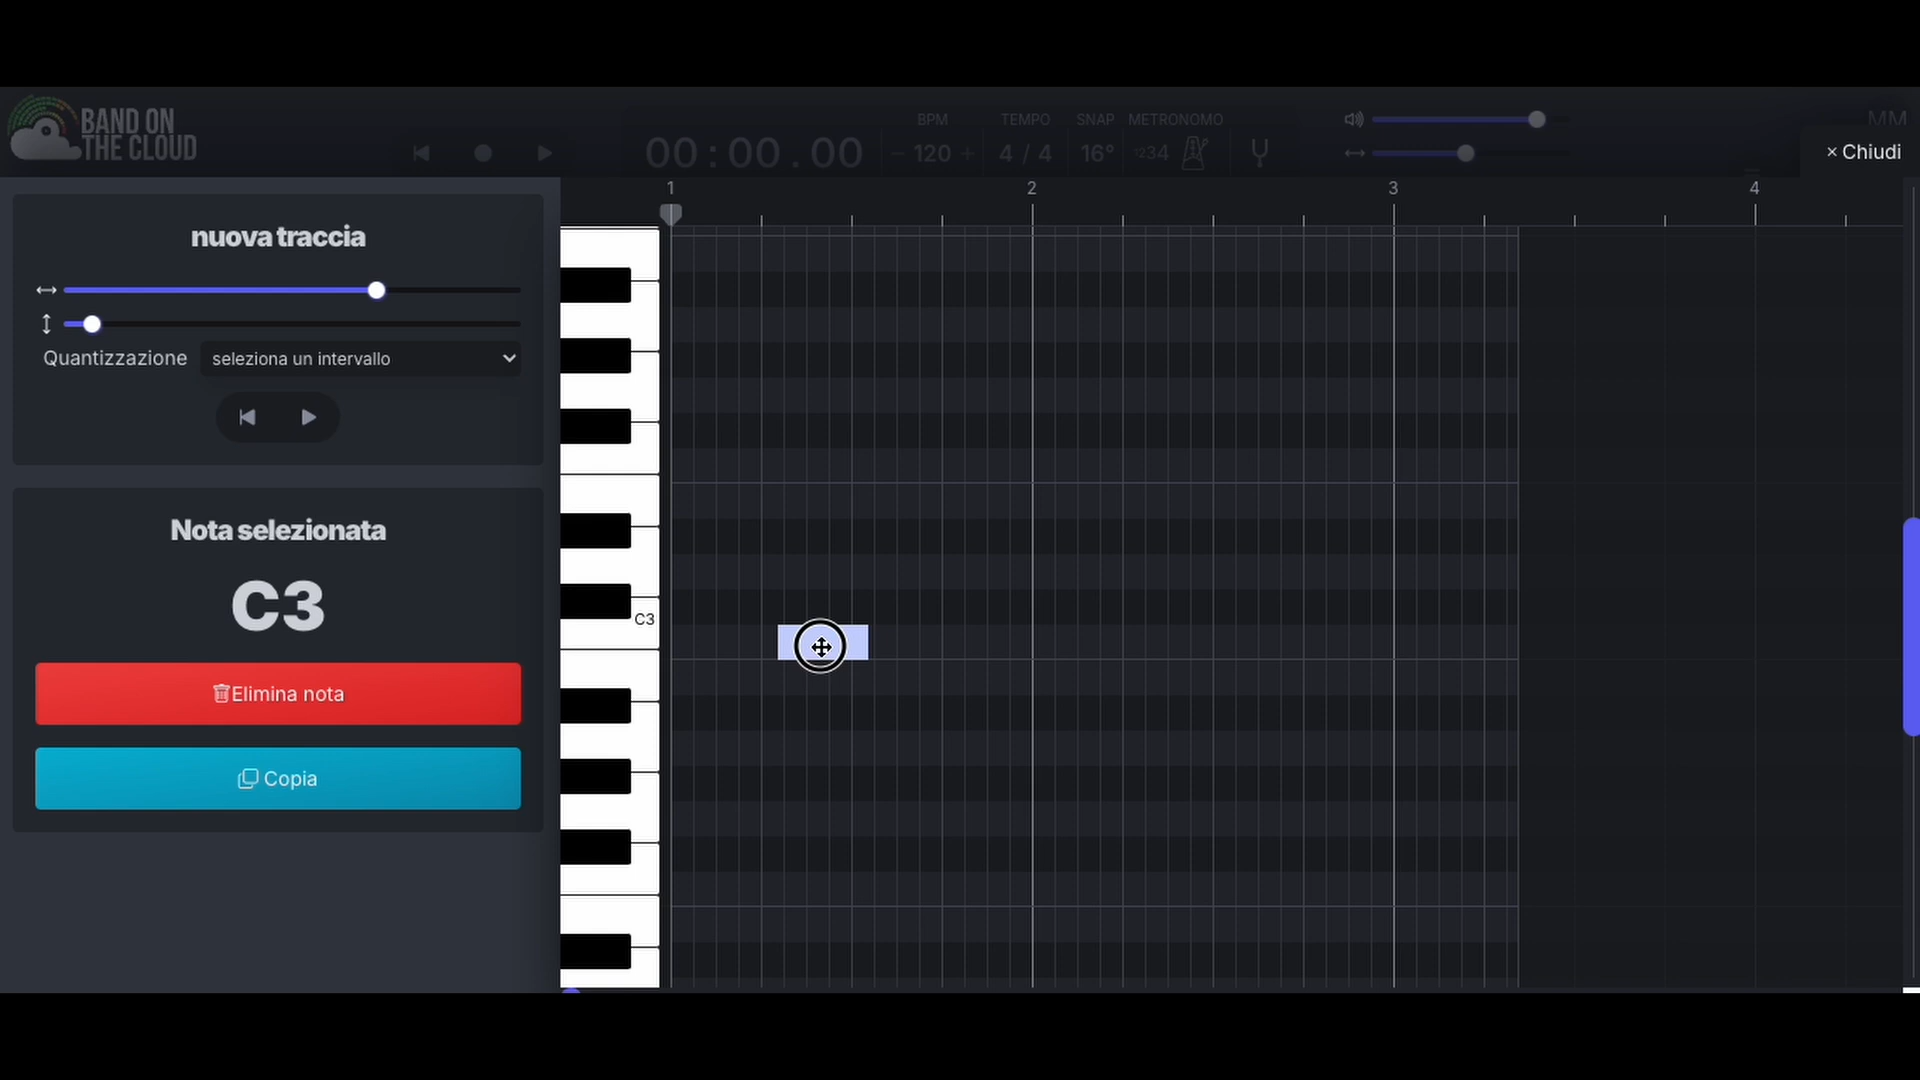 BAND ON
THE CLOUD
00:00.00
BPM
− 120 +
TEMPO
4 / 4
SNAP
16°
METRONOMO
1234
MM
× Chiudi
nuova traccia
Quantizzazione
seleziona un intervallo
Nota selezionata
C3
Elimina nota
Copia
1
2
3
4
C3